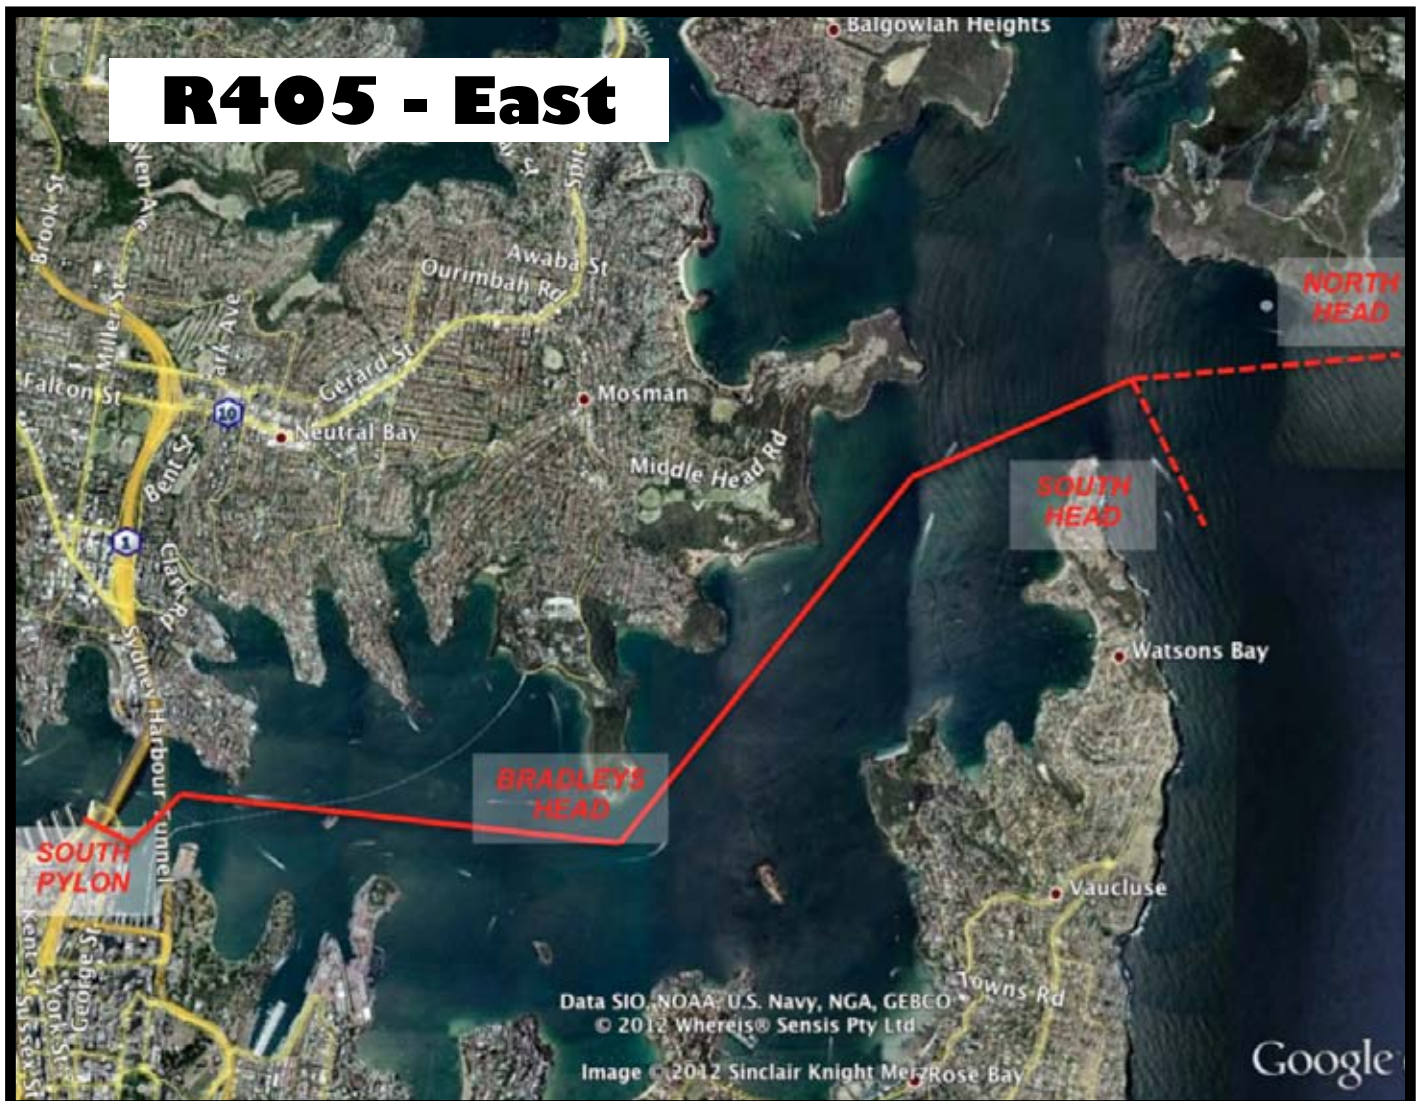 Balgowlah Heights
R405 - East
Brook St
Miller St
Awaba St
Ourimbah Rd
NORTH
HEAD
Falcon St
10
Gerard St
Mosman
Neutral Bay
Bent St
Middle Head Rd
SOUTH
HEAD
1
Clark Rd
Sydney Harbour Tunnel
Watsons Bay
BRADLEYS
HEAD
SOUTH
PYLON
Vaucluse
Kent St
Sussex St
York St
George St
Towns Rd
Data SIO, NOAA, U.S. Navy, NGA, GEBCO
© 2012 Whereis® Sensis Pty Ltd
Image © 2012 Sinclair Knight Mer
Rose Bay
Google